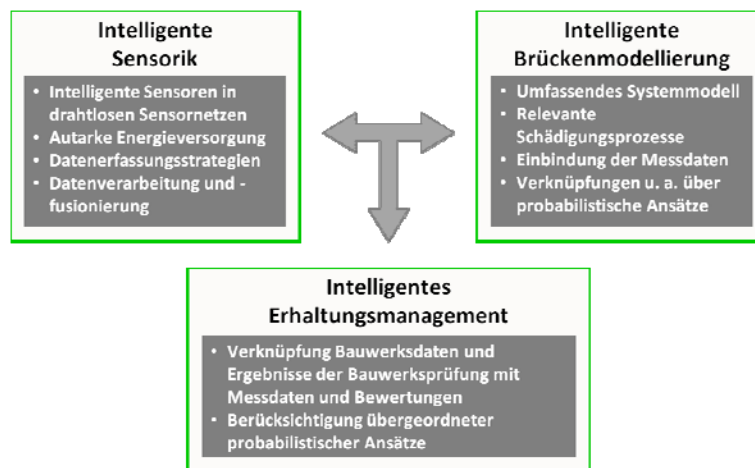 Intelligente
Sensorik
• Intelligente Sensoren in
drahtlosen Sensornetzen
• Autarke Energieversorgung
• Datenerfassungsstrategien
• Datenverarbeitung und -
fusionierung
Intelligente
Brückenmodellierung
• Umfassendes Systemmodell
• Relevante
Schädigungsprozesse
• Einbindung der Messdaten
• Verknüpfungen u. a. über
probabilistische Ansätze
Intelligentes
Erhaltungsmanagement
• Verknüpfung Bauwerksdaten und
Ergebnisse der Bauwerksprüfung mit
Messdaten und Bewertungen
• Berücksichtigung übergeordneter
probabilistischer Ansätze